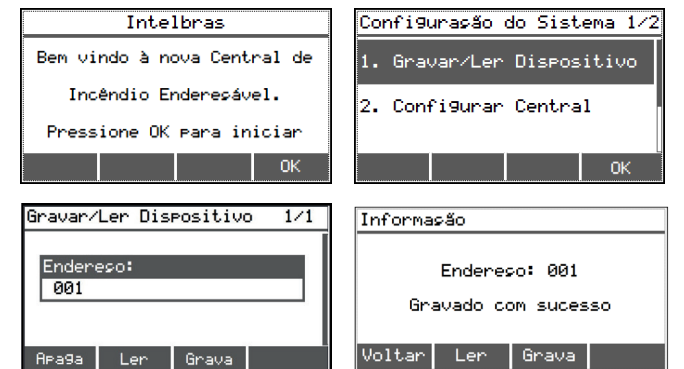 Intelbras
Bem vindo à nova Central de
Incêndio Endereçável.
Pressione OK para iniciar
OK
Configuração do Sistema 1/2
1. Gravar/Ler Dispositivo
2. Configurar Central
OK
Gravar/Ler Dispositivo 1/1
Endereço:
001
Apaga Ler Grava
Informação
Endereço: 001
Gravado com sucesso
Voltar Ler Grava